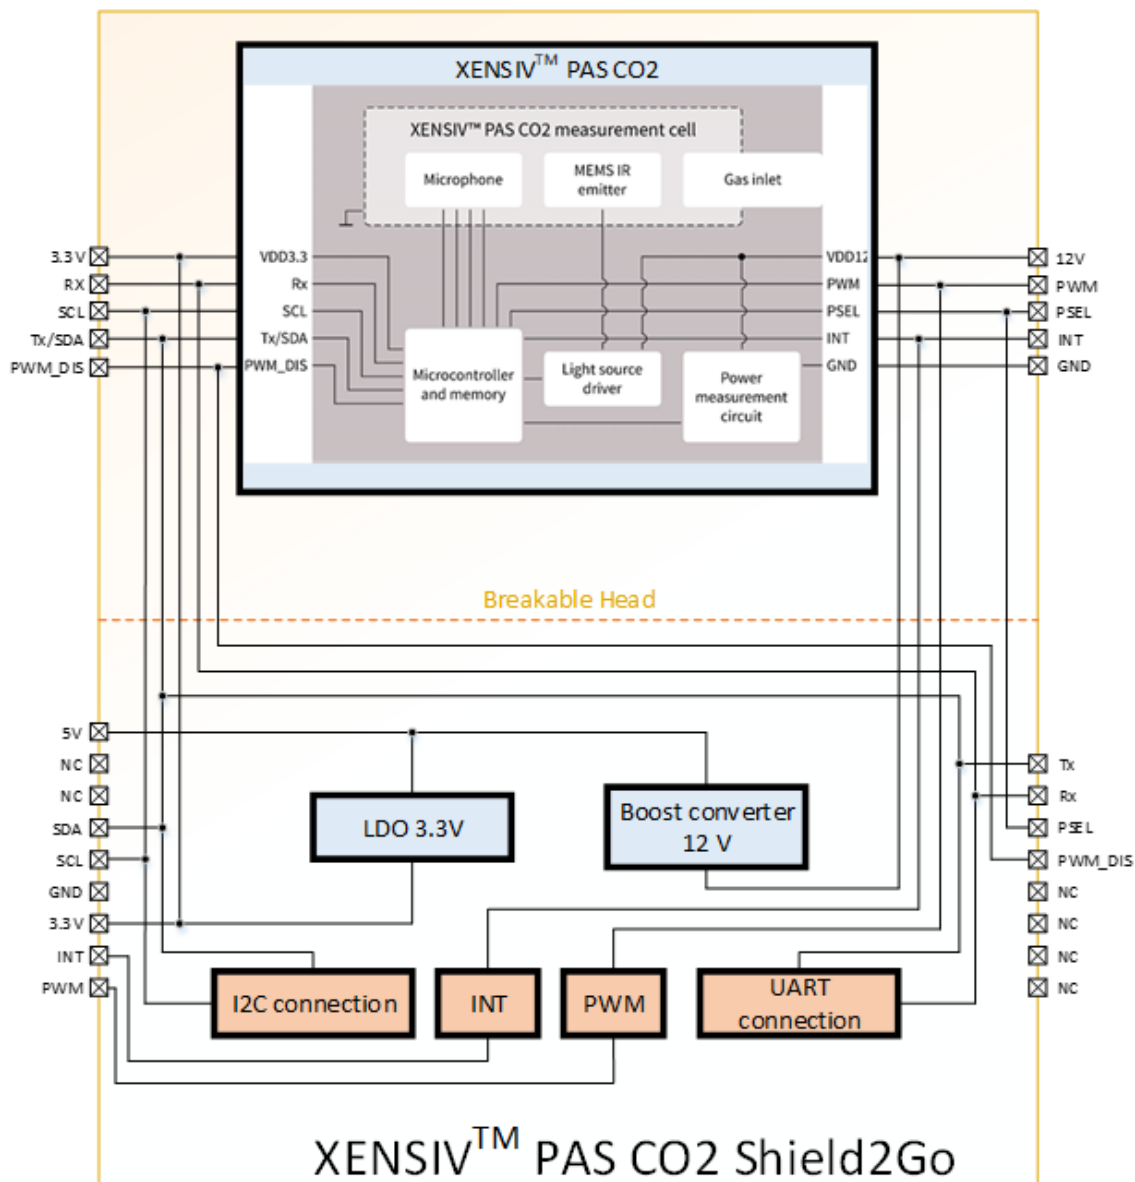 XENSIV™ PAS CO2
XENSIV™ PAS CO2 measurement cell
Microphone
MEMS IR
emitter
Gas inlet
3.3V
RX
SCL
Tx/SDA
PWM_DIS
VDD3.3
Rx
SCL
Tx/SDA
PWM_DIS
VDD12
PWM
PSEL
INT
GND
12V
PWM
PSEL
INT
GND
Microcontroller
and memory
Light source
driver
Power
measurement
circuit
Breakable Head
5V
NC
NC
SDA
SCL
GND
3.3V
INT
PWM
LDO 3.3V
Boost converter
12 V
Tx
Rx
PSEL
PWM_DIS
NC
NC
NC
NC
I2C connection
INT
PWM
UART
connection
XENSIV™ PAS CO2 Shield2Go